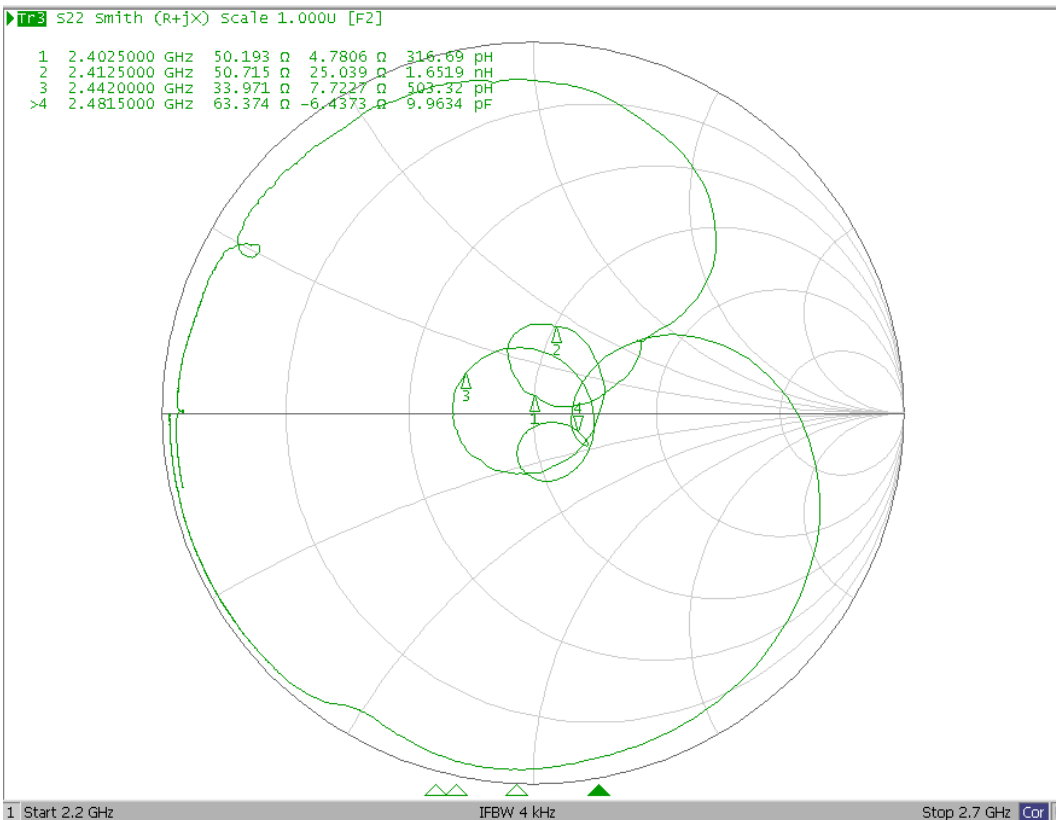 Tr3 S22 Smith (R+jX) Scale 1.000U [F2]
1 2.4025000 GHz 50.193 Ω 4.7806 Ω 316.69 pH
2 2.4125000 GHz 50.715 Ω 25.039 Ω 1.6519 nH
3 2.4420000 GHz 33.971 Ω 7.7227 Ω 503.32 pH
>4 2.4815000 GHz 63.374 Ω -6.4373 Ω 9.9634 pF
2
3
4
1
1 Start 2.2 GHz IFBW 4 kHz Stop 2.7 GHz Cor